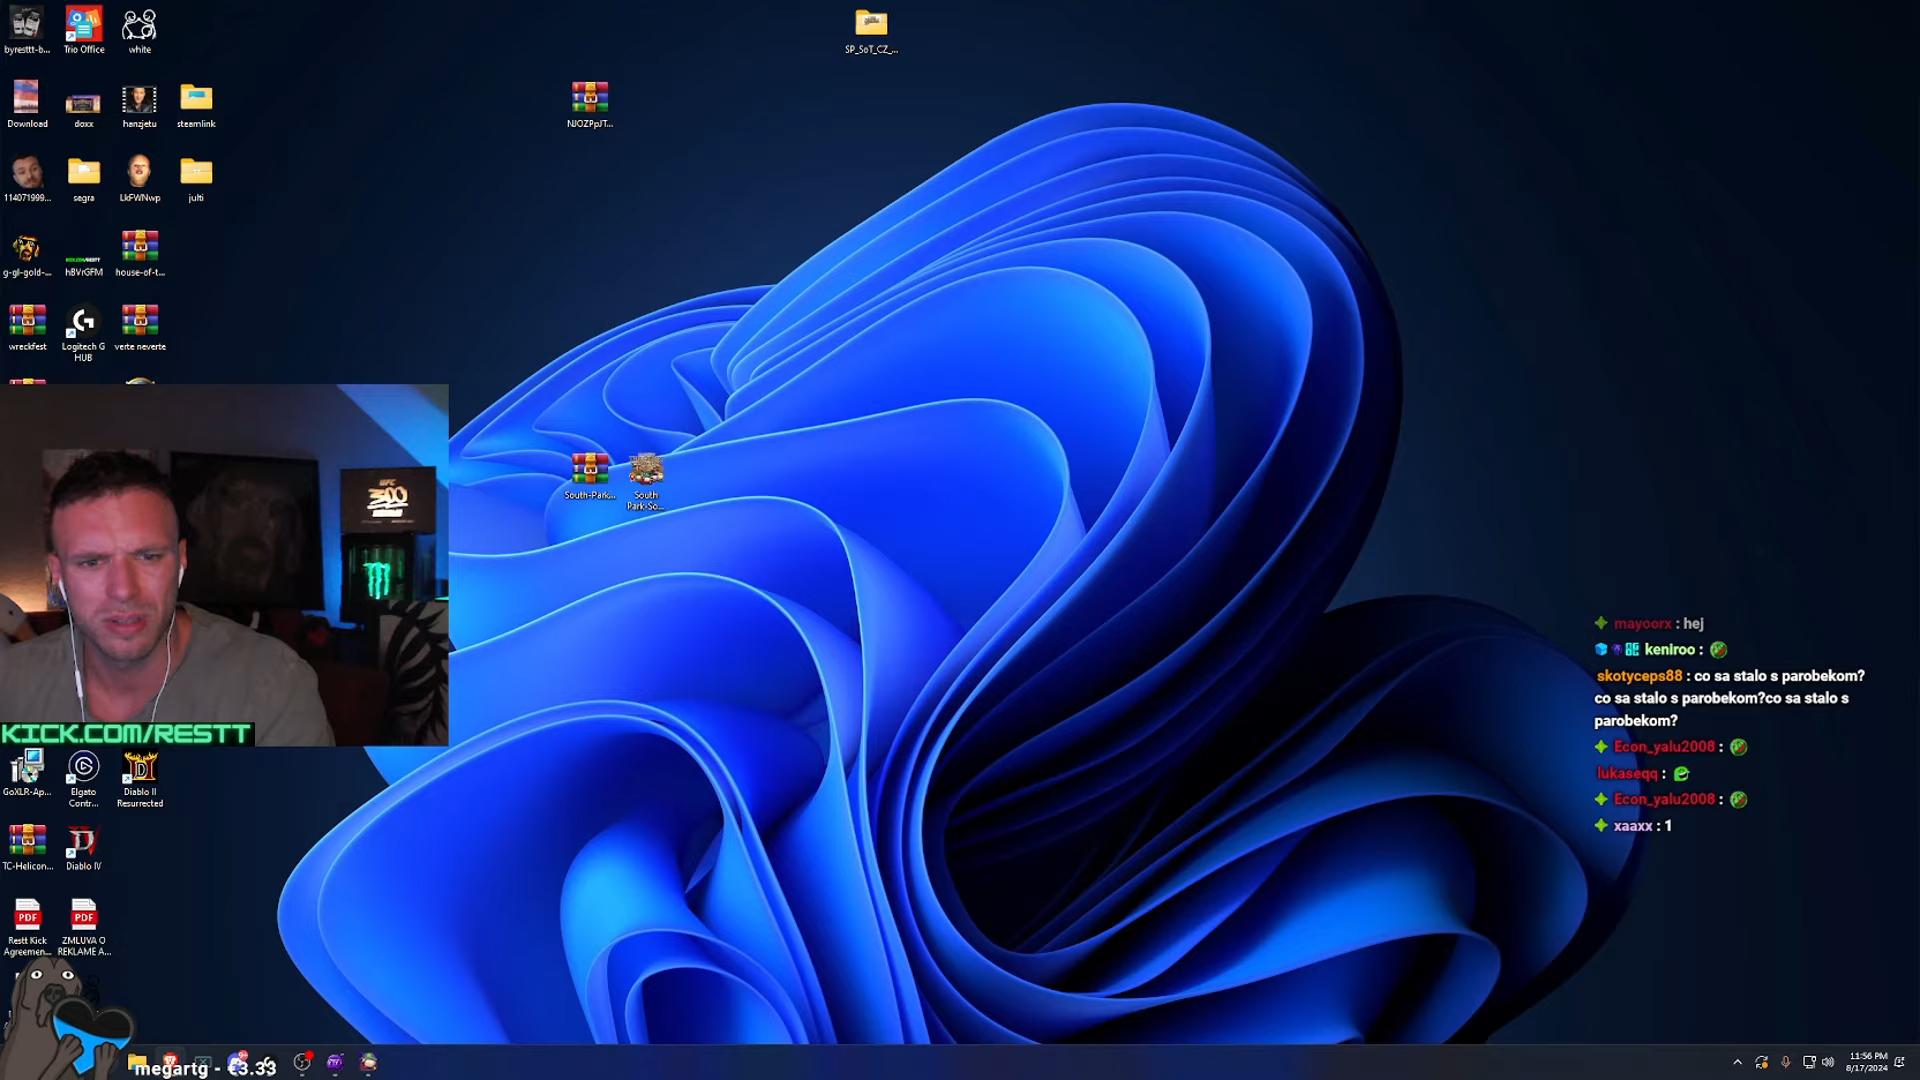 byresttt-b...
Trio Office
white
SP_SoT_CZ_...
Download
doxx
hanzjetu
steamlink
NJOZPpJT...
114071999...
segra
LkFWNwp
julti
g-gl-gold-...
hBVrGFM
house-of-t...
wreckfest
Logitech G
HUB
verte neverte
UFC
300
South-Park...
South
Park-So...
KICK.COM/RESTT
mayoorx : hej
keniroo :
skotyceps88 : co sa stalo s parobekom?
co sa stalo s parobekom?co sa stalo s
parobekom?
Econ_yalu2008 :
lukaseqq :
Econ_yalu2008 :
xaaxx : 1
GoXLR-Ap...
Elgato
Contr...
Diablo II
Resurrected
TC-Helicon...
Diablo IV
PDF
PDF
Restt Kick
Agreemen...
ZMLUVA O
REKLAME A...
megartg - €3.33
11:56 PM
8/17/2024